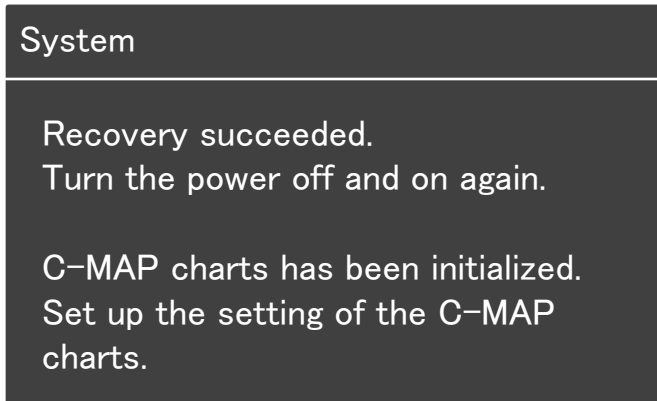 System
Recovery succeeded.
Turn the power off and on again.
C-MAP charts has been initialized.
Set up the setting of the C-MAP
charts.